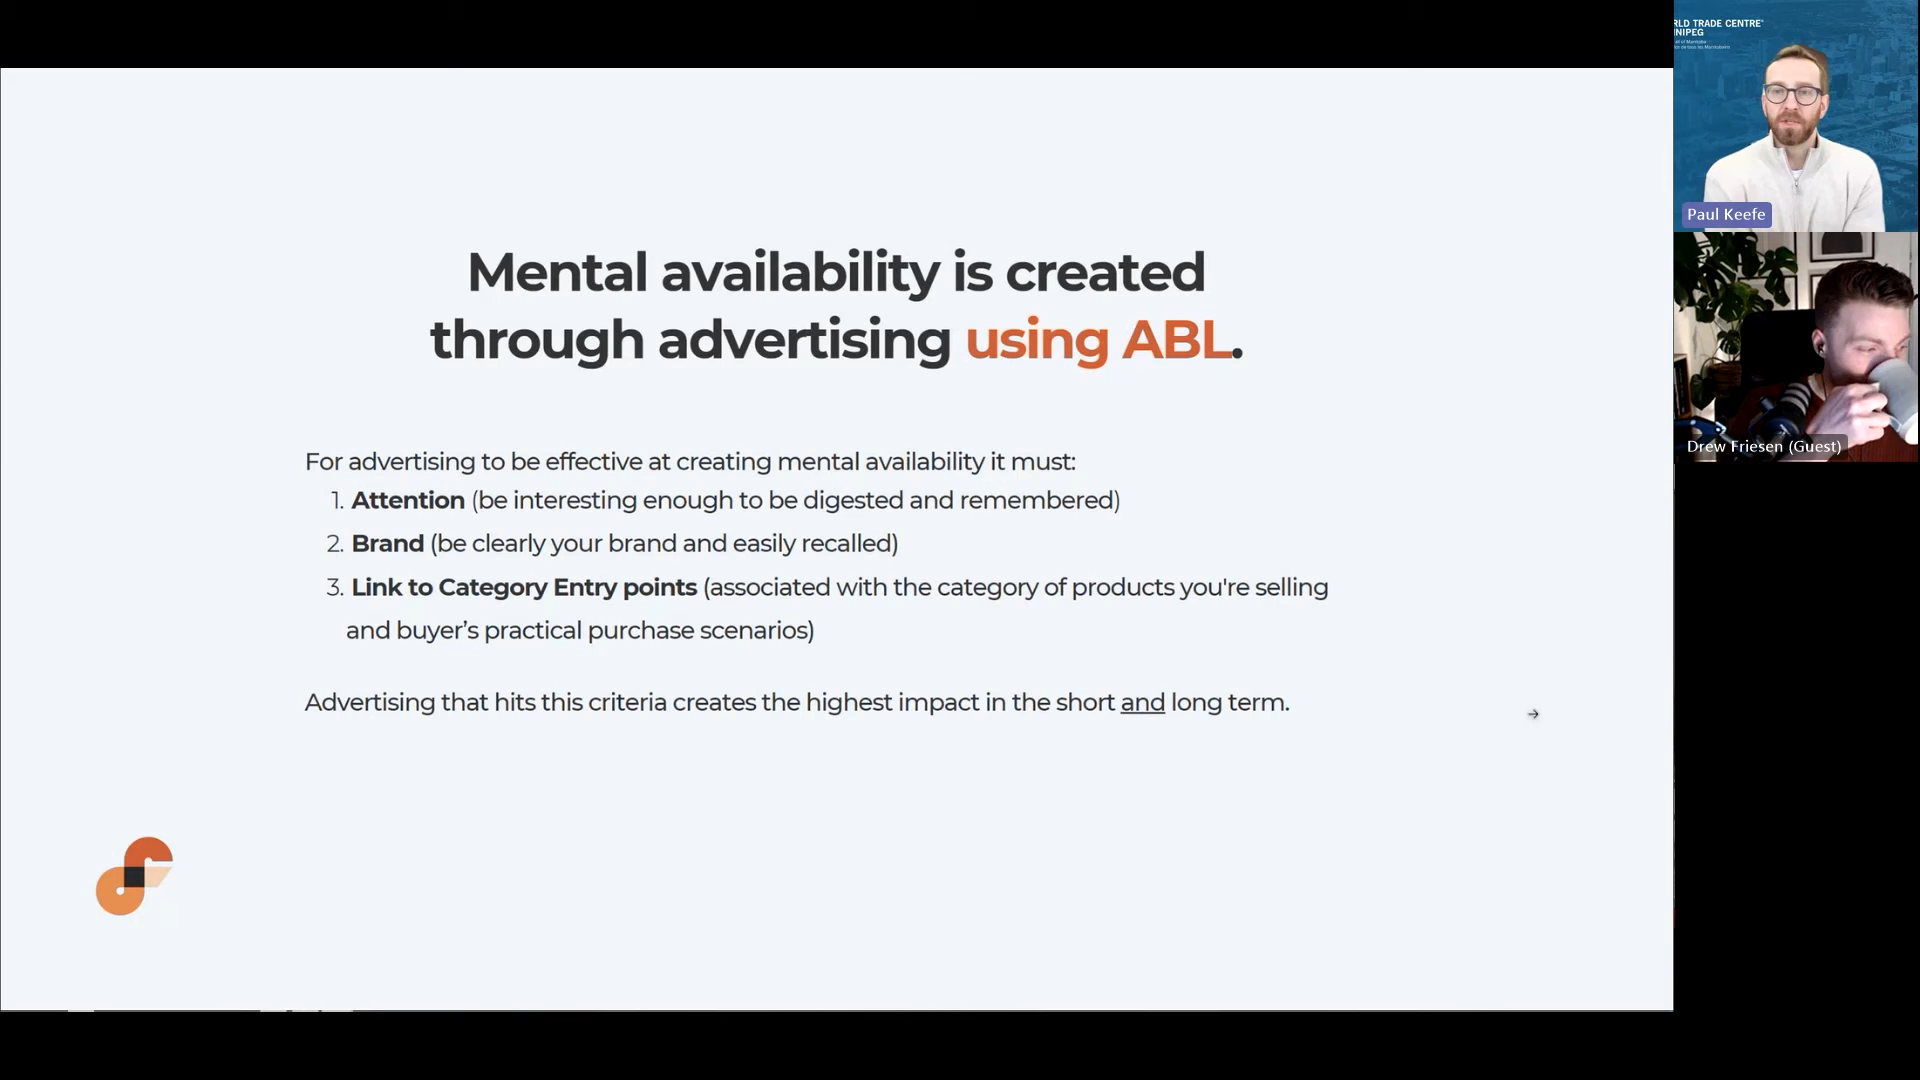 Mental availability is created
through advertising using ABL.
For advertising to be effective at creating mental availability it must:
1. Attention (be interesting enough to be digested and remembered)
2. Brand (be clearly your brand and easily recalled)
3. Link to Category Entry points (associated with the category of products you're selling
and buyer’s practical purchase scenarios)
Advertising that hits this criteria creates the highest impact in the short and long term.
RLD TRADE CENTRE
NNIPEG
Paul Keefe
Drew Friesen (Guest)